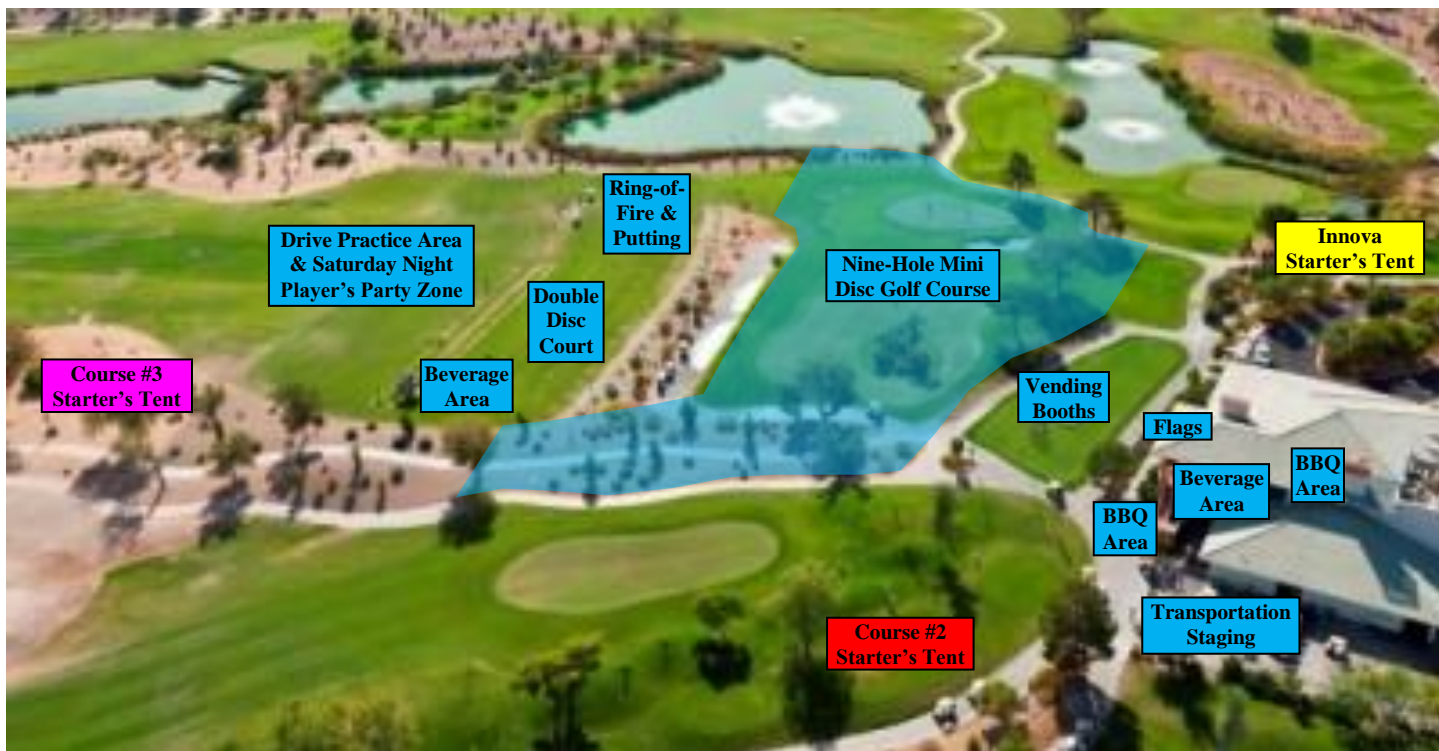 Ring-of-
Fire &
Putting
Drive Practice Area
& Saturday Night
Player's Party Zone
Nine-Hole Mini
Disc Golf Course
Innova
Starter's Tent
Double
Disc
Court
Course #3
Starter's Tent
Beverage
Area
Vending
Booths
Flags
BBQ
Area
Beverage
Area
BBQ
Area
Transportation
Staging
Course #2
Starter's Tent